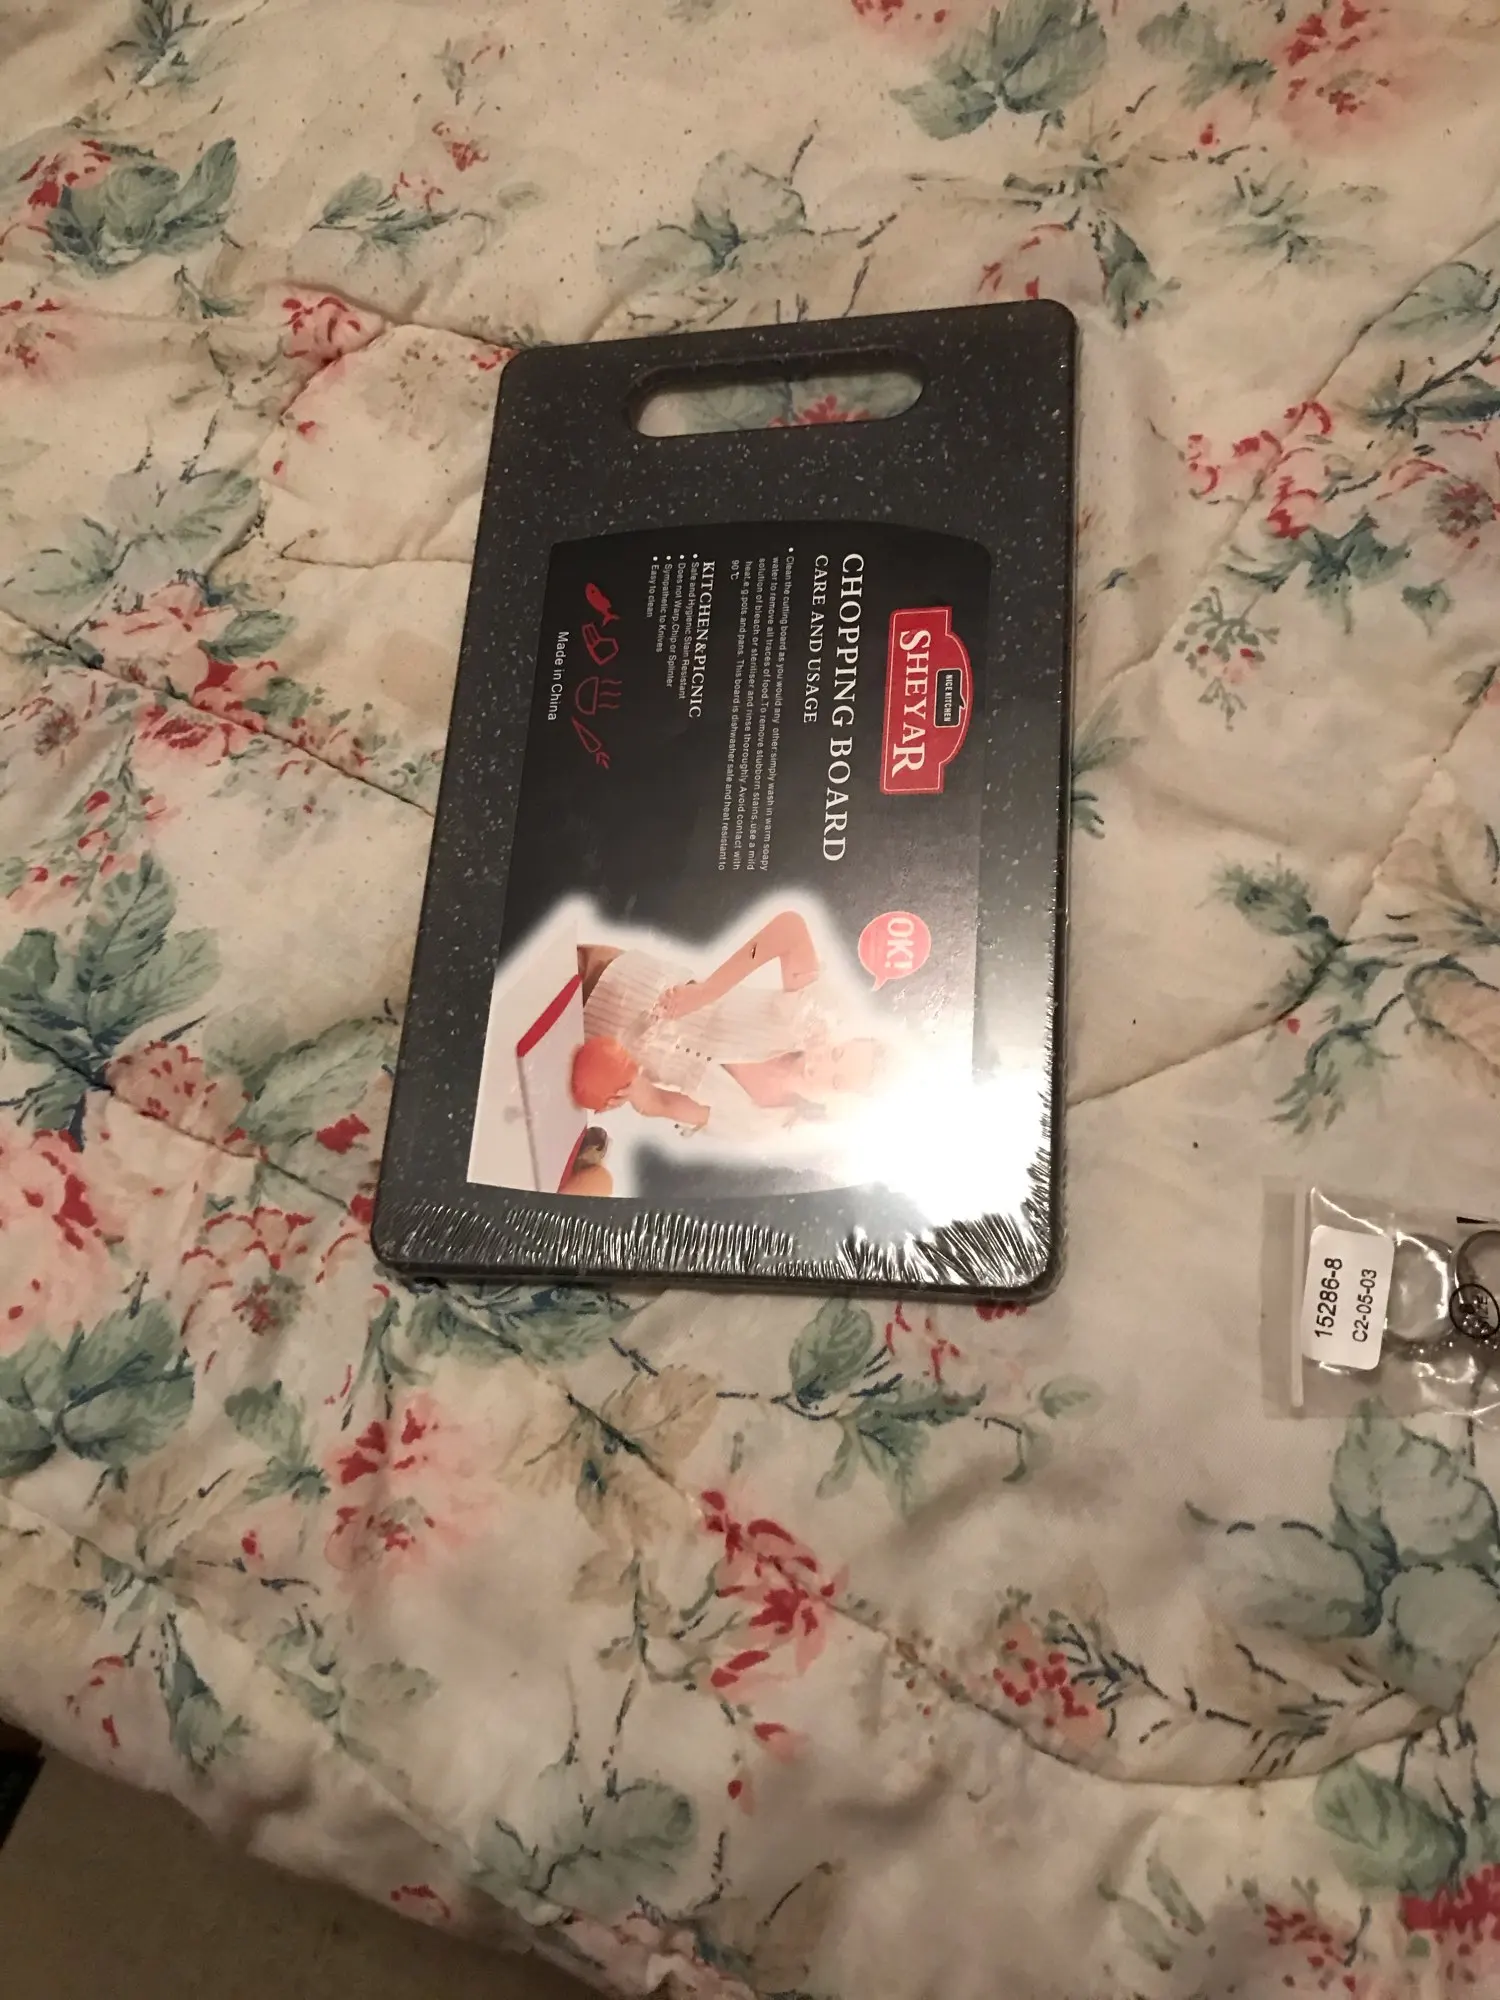 NICE KITCHEN
SHEYAR
CHOPPING BOARD
CARE AND USAGE
• Clean the cutting board as you would any other:simply wash in warm soapy
water to remove all traces of food.To remove stubborn stains,use a mild
solution of bleach or steriliser and rinse thoroughly.Avoid contact with
heat,e.g.pots and pans. This board is dishwasher safe and heat resistant to
90℃
KITCHEN&PICNIC
• Safe and Hygienic Stain Resistant
• Does not Warp,Chip or Splinter
• Sympathetic to Knives
• Easy to clean
Made in China
OK!
15286-8
C2-05-03
8
SIZE